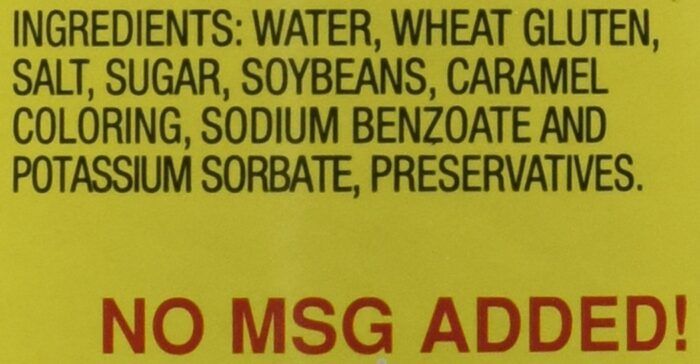 INGREDIENTS: WATER, WHEAT GLUTEN,
SALT, SUGAR, SOYBEANS, CARAMEL
COLORING, SODIUM BENZOATE AND
POTASSIUM SORBATE, PRESERVATIVES.
NO MSG ADDED!